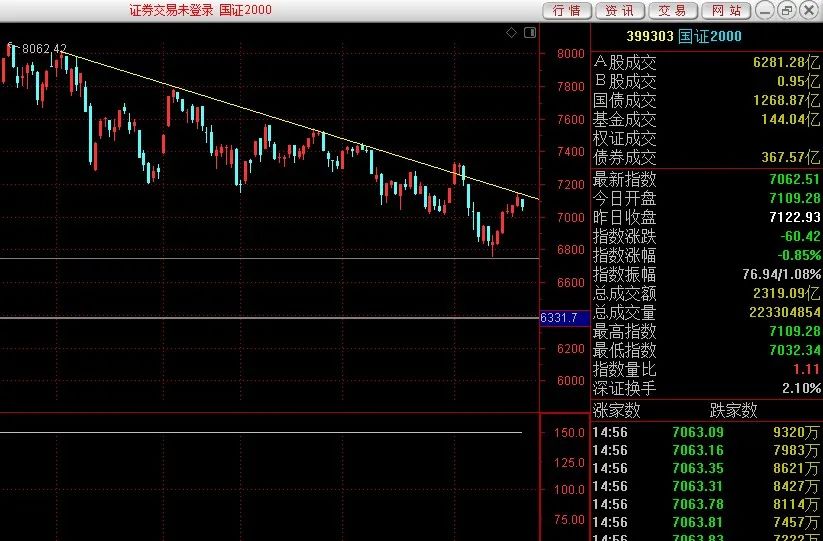 证券交易未登录 国证2000
行情 资讯 交易 网站
8062.42
8000
7800
7600
7400
7200
7000
6800
6600
6331.7
6200
6000
150.0
125.0
100.0
75.00
399303 国证2000
A股成交 6281.28亿
B股成交 0.95亿
国债成交 1268.87亿
基金成交 144.04亿
权证成交
债券成交 367.57亿
最新指数 7062.51
今日开盘 7109.28
昨日收盘 7122.93
指数涨跌 -60.42
指数涨幅 -0.85%
指数振幅 76.94/1.08%
总成交额 2319.09亿
总成交量 223304854
最高指数 7109.28
最低指数 7032.34
指数量比 1.11
深证换手 2.10%
涨家数 跌家数
14:56 7063.09 9320万
14:56 7063.16 7983万
14:56 7063.35 8621万
14:56 7063.31 8427万
14:56 7063.78 8114万
14:56 7063.81 7457万
14:56 7063.83 7222万